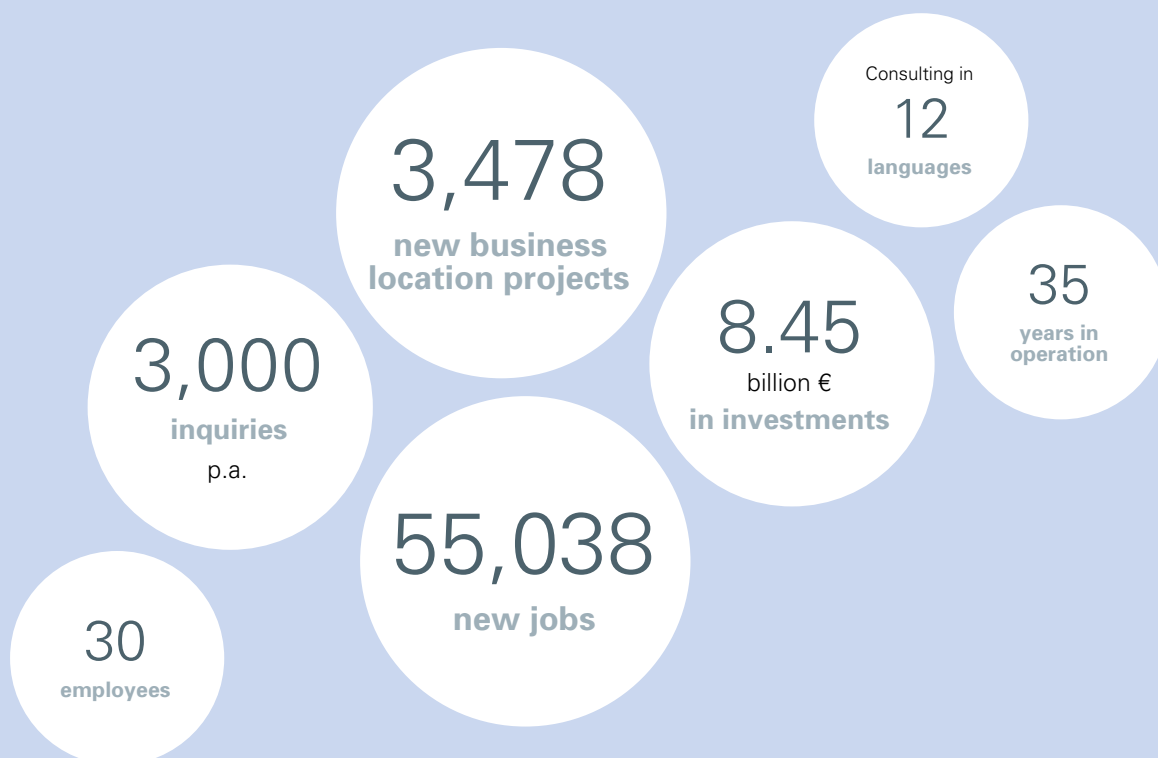 Consulting in
12
languages
3,478
new business
location projects
35
years in
operation
8.45
billion €
in investments
3,000
inquiries
p.a.
55,038
new jobs
30
employees